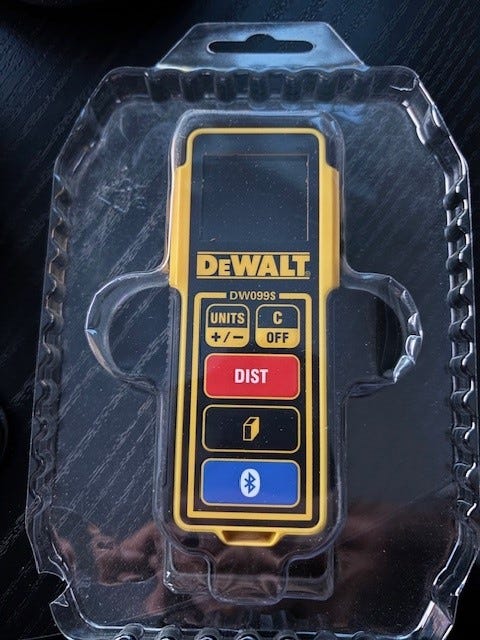 DEWALT
DW099S
UNITS C
+/− OFF
DIST